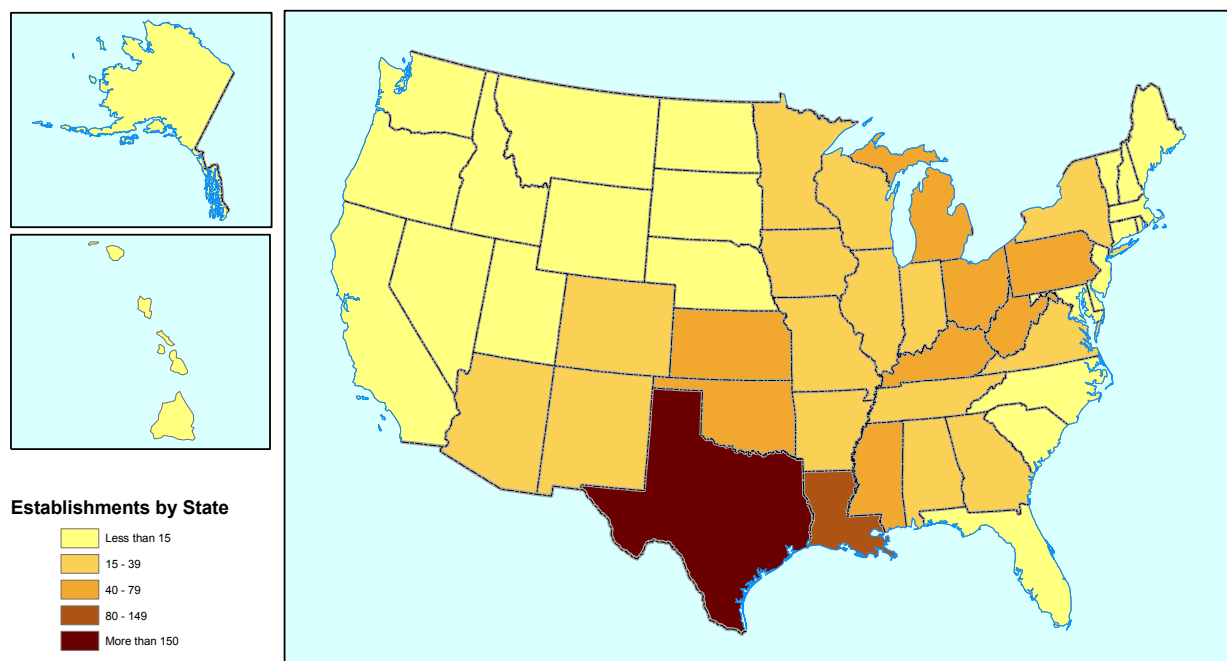 Establishments by State
Less than 15
15 - 39
40 - 79
80 - 149
More than 150